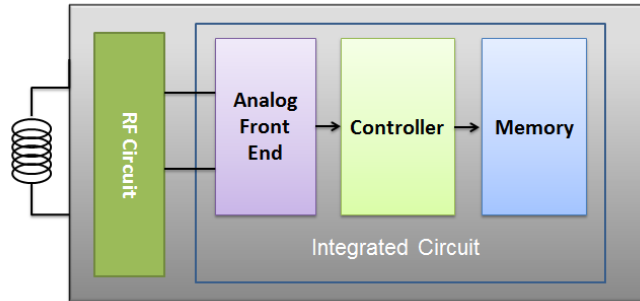 RF Circuit
Analog
Front
End
Controller
Memory
Integrated Circuit